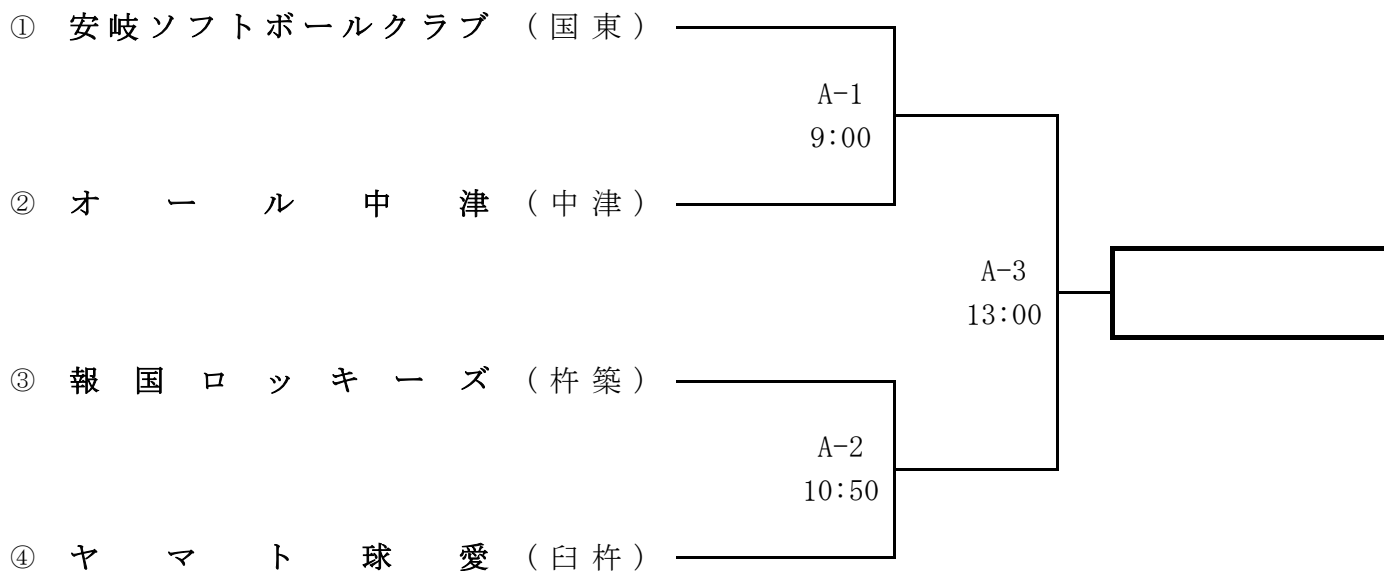 ① 安岐ソフトボールクラブ (国東)
A-1
9:00
② オール中津 (中津)
A-3
13:00
③ 報国ロッキーズ (杵築)
A-2
10:50
④ ヤマト球愛 (臼杵)